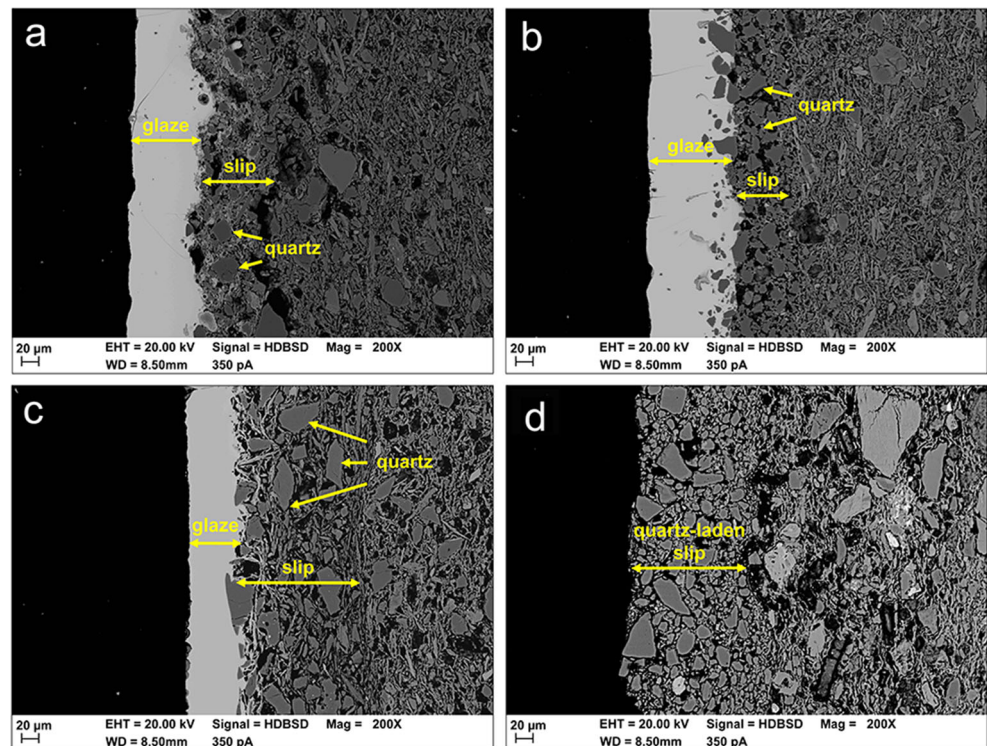 a
glaze
slip
quartz
20 µm
EHT = 20.00 kV Signal = HDBSD Mag = 200X
WD = 8.50mm 350 pA
b
quartz
glaze
slip
20 µm
EHT = 20.00 kV Signal = HDBSD Mag = 200X
WD = 8.50mm 350 pA
c
quartz
glaze
slip
20 µm
EHT = 20.00 kV Signal = HDBSD Mag = 200X
WD = 8.50mm 350 pA
d
quartz-laden
slip
20 µm
EHT = 20.00 kV Signal = HDBSD Mag = 200X
WD = 8.50mm 350 pA